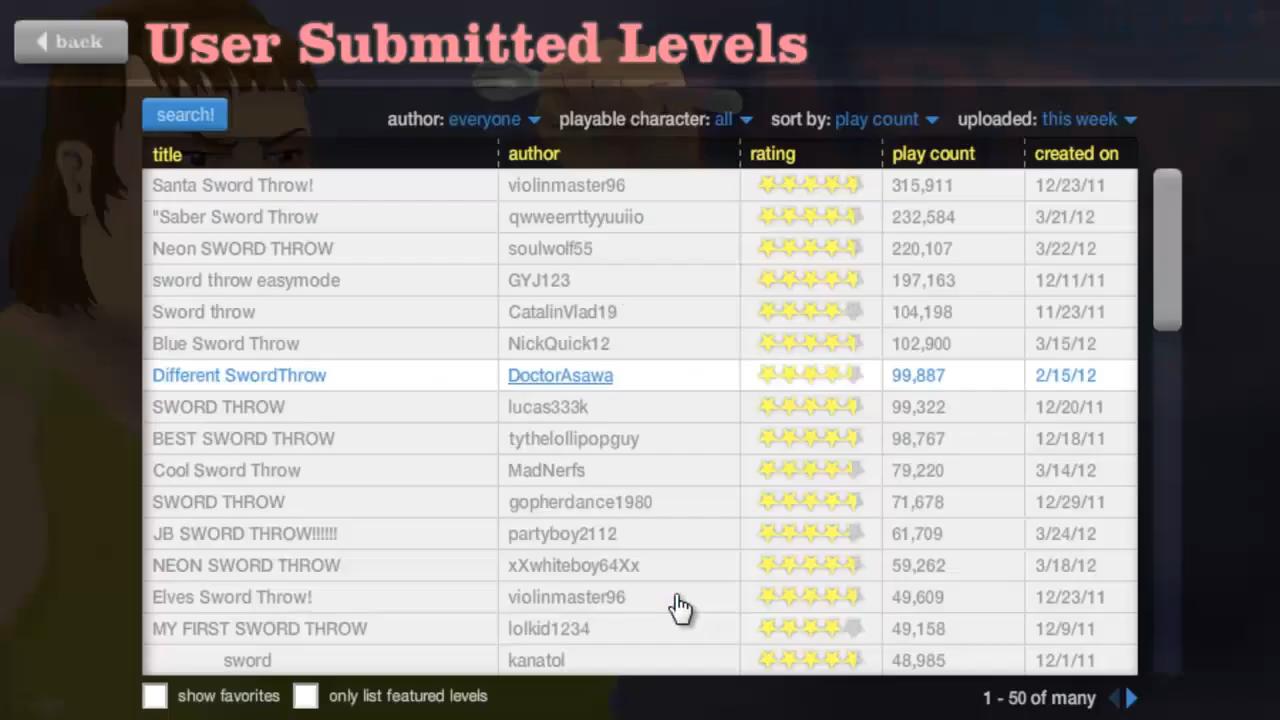 back
User Submitted Levels
search! author: everyone playable character: all sort by: play count uploaded: this week
title author rating play count created on
Santa Sword Throw! violinmaster96 315,911 12/23/11
"Saber Sword Throw qwweerrttyyuuiio 232,584 3/21/12
Neon SWORD THROW soulwolf55 220,107 3/22/12
sword throw easymode GYJ123 197,163 12/11/11
Sword throw CatalinVlad19 104,198 11/23/11
Blue Sword Throw NickQuick12 102,900 3/15/12
Different SwordThrow DoctorAsawa 99,887 2/15/12
SWORD THROW lucas333k 99,322 12/20/11
BEST SWORD THROW tythelollipopguy 98,767 12/18/11
Cool Sword Throw MadNerfs 79,220 3/14/12
SWORD THROW gopherdance1980 71,678 12/29/11
JB SWORD THROW!!!!!! partyboy2112 61,709 3/24/12
NEON SWORD THROW xXwhiteboy64Xx 59,262 3/18/12
Elves Sword Throw! violinmaster96 49,609 12/23/11
MY FIRST SWORD THROW lolkid1234 49,158 12/9/11
sword kanatol 48,985 12/1/11
show favorites only list featured levels 1 - 50 of many